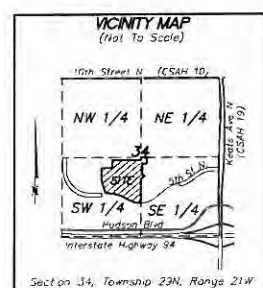 VICINITY MAP
(Not To Scale)
10th Street N (CSAH 10)
NW 1/4 NE 1/4
Keats Ave N
(CSAH 19)
34
SITE
5th St. N
SW 1/4 SE 1/4
Hudson Blvd
Interstate Highway 94
Section 34, Township 29N, Range 21W